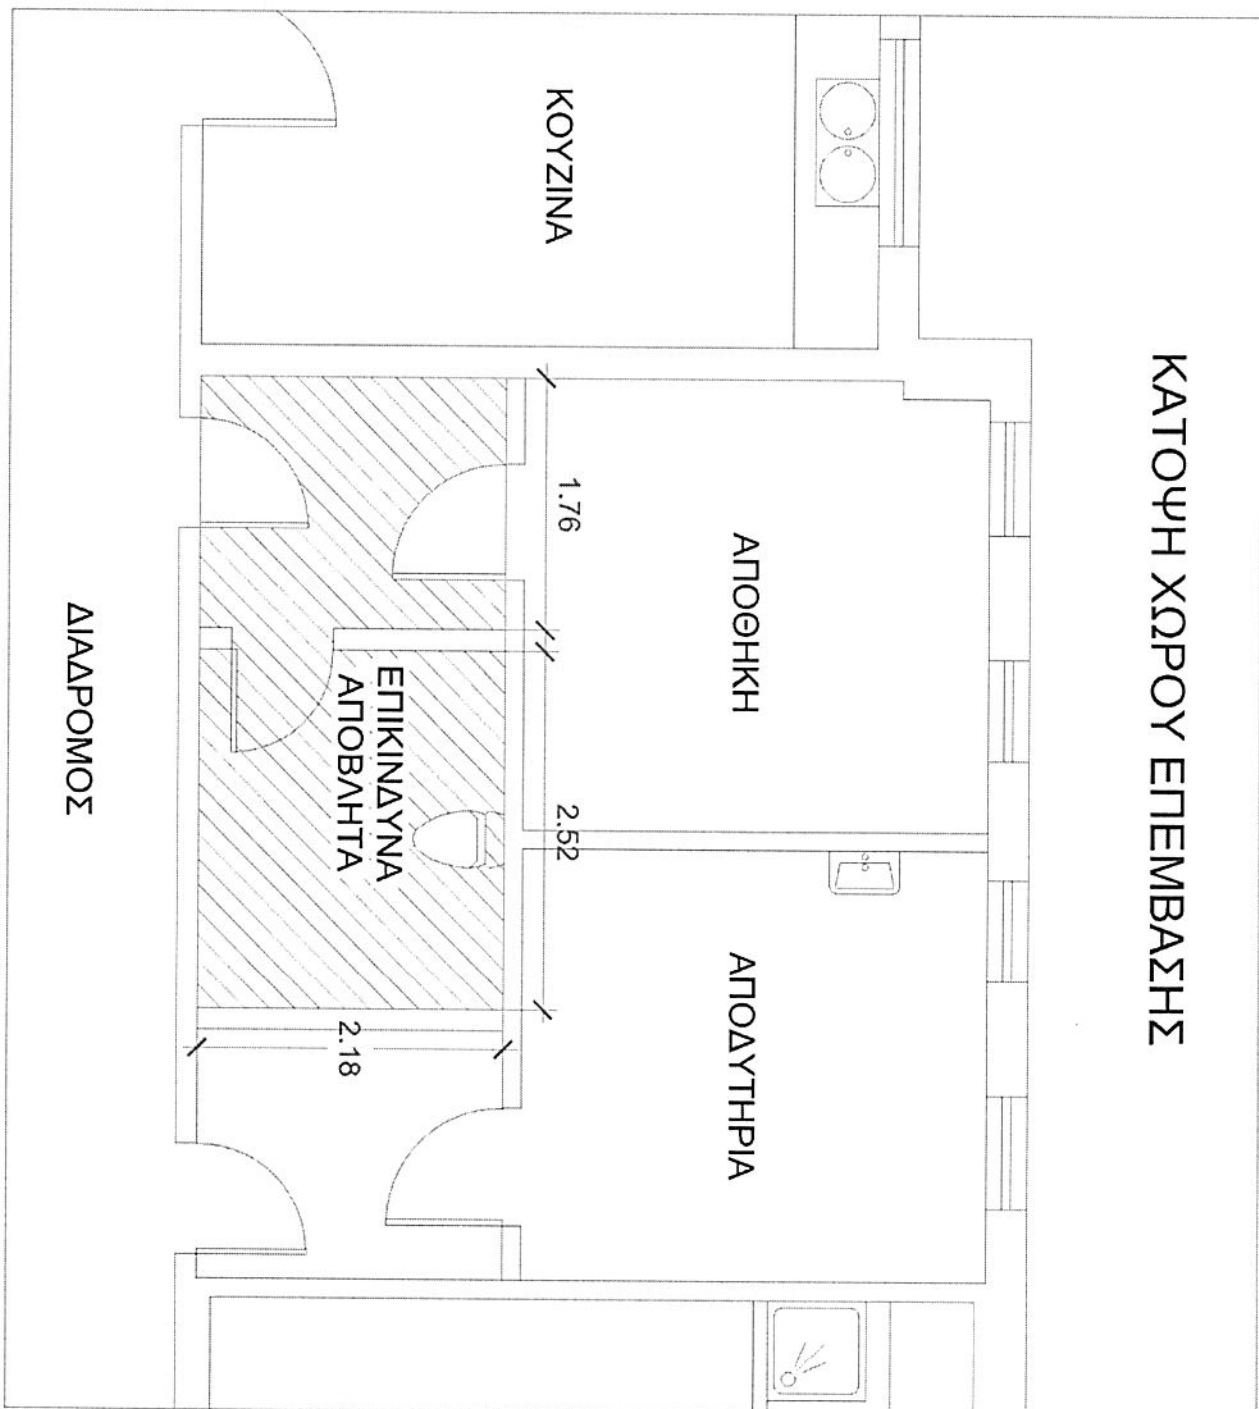 ΚΑΤΟΨΗ ΧΩΡΟΥ ΕΠΕΜΒΑΣΗΣ
ΚΟΥΖΙΝΑ
ΑΠΟΘΗΚΗ
ΑΠΟΔΥΤΗΡΙΑ
1.76
2.52
ΕΠΙΚΙΝΔΥΝΑ
ΑΠΟΒΛΗΤΑ
2.18
ΔΙΑΔΡΟΜΟΣ